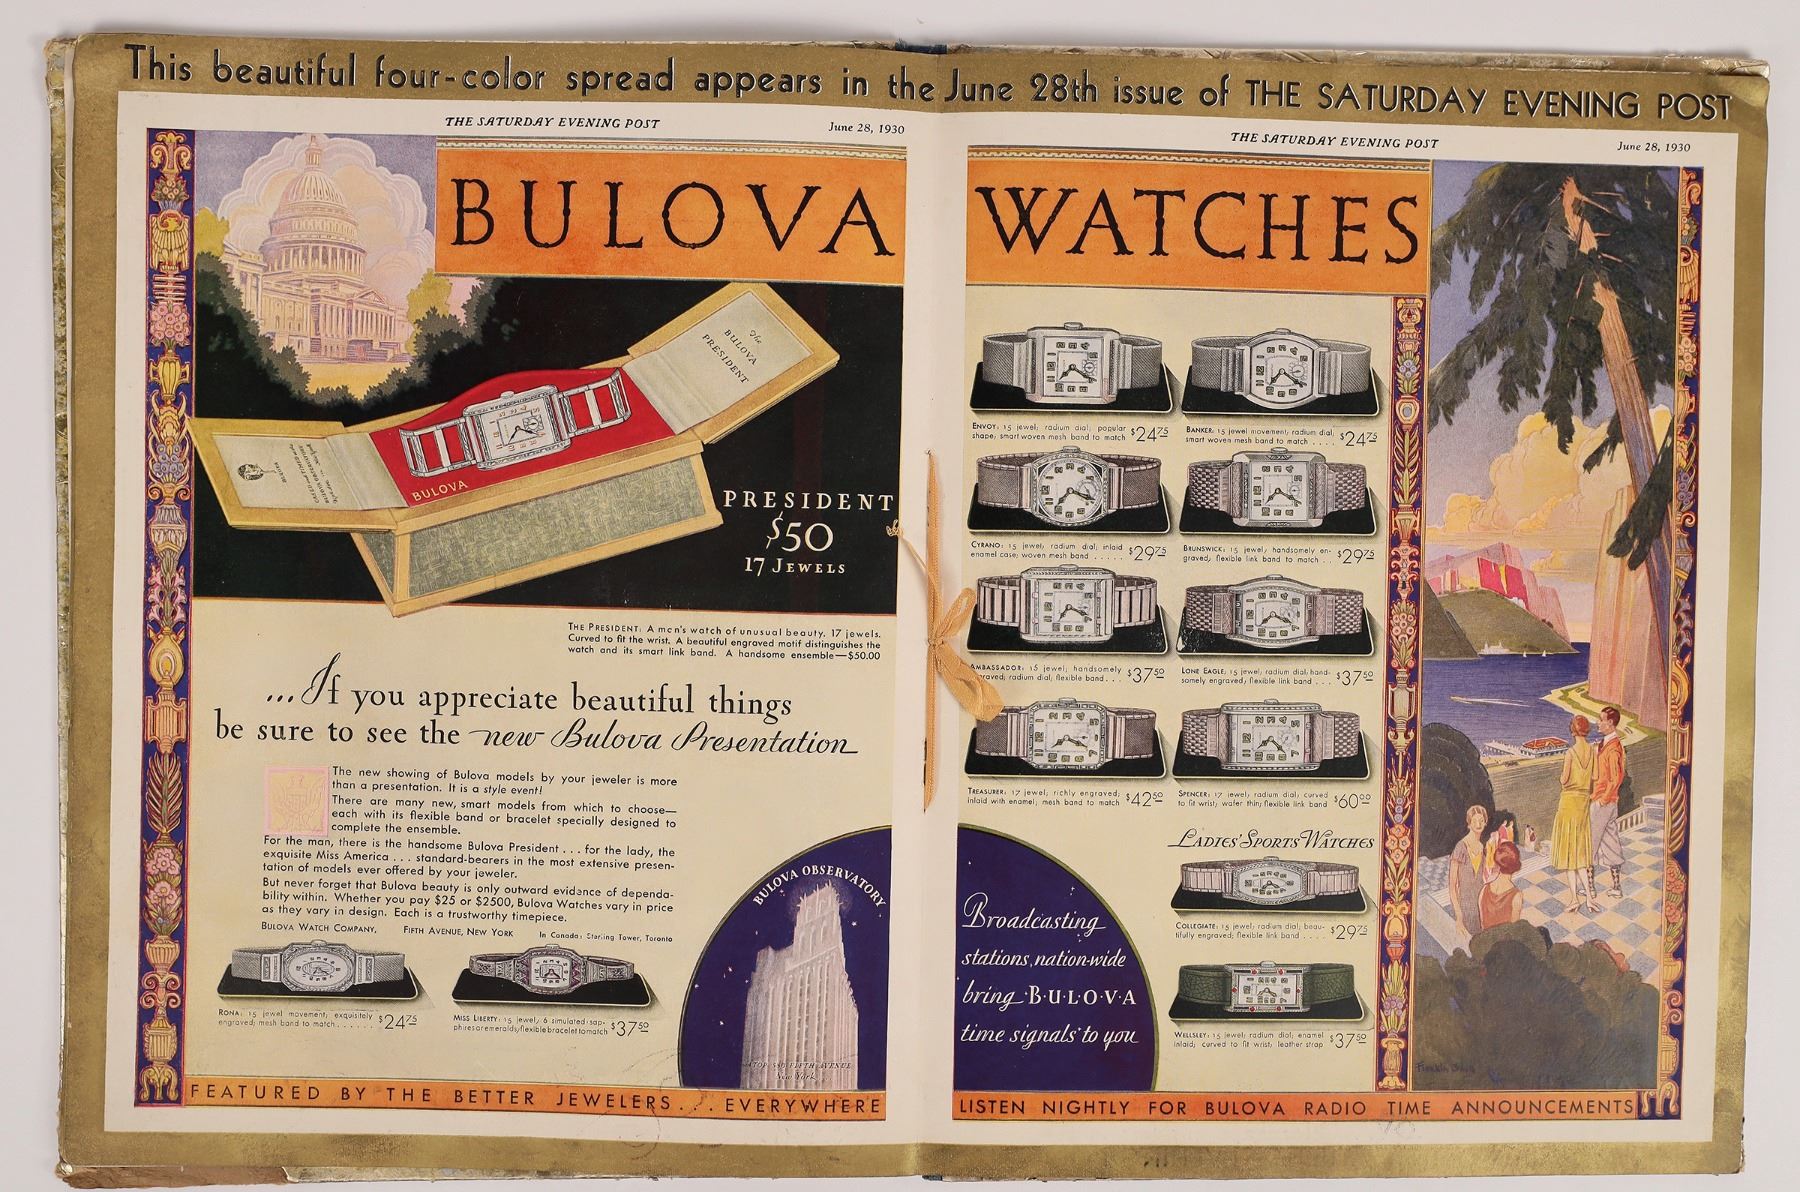 This beautiful four-color spread appears in the June 28th issue of THE SATURDAY EVENING POST
THE SATURDAY EVENING POST
June 28, 1930
BULOVA
The
BULOVA
PRESIDENT
BULOVA
PRESIDENT
$50
17 JEWELS
THE PRESIDENT: A men's watch of unusual beauty. 17 jewels.
Curved to fit the wrist. A beautiful engraved motif distinguishes the
watch and its smart link band. A handsome ensemble—$50.00
...If you appreciate beautiful things
be sure to see the new Bulova Presentation
The new showing of Bulova models by your jeweler is more
than a presentation. It is a style event!
There are many new, smart models from which to choose—
each with its flexible band or bracelet specially designed to
complete the ensemble.
For the man, there is the handsome Bulova President . . . for the lady, the
exquisite Miss America . . . standard-bearers in the most extensive presen-
tation of models ever offered by your jeweler.
But never forget that Bulova beauty is only outward evidence of dependa-
bility within. Whether you pay $25 or $2500, Bulova Watches vary in price
as they vary in design. Each is a trustworthy timepiece.
BULOVA WATCH COMPANY, FIFTH AVENUE, NEW YORK In Canada: Sterling Tower, Toronto
RONA: 15 jewel movement, exquisitely
engraved; mesh band to match . . . . . . $24.75
MISS LIBERTY: 15 jewel; 6 simulated sap-
phires or emeralds; flexible bracelet to match $37.50
BULOVA OBSERVATORY
ATOP 580 FIFTH AVENUE
New York
FEATURED BY THE BETTER JEWELERS . . . EVERYWHERE
THE SATURDAY EVENING POST
June 28, 1930
WATCHES
ENVOY: 15 jewel; radium dial; popular
shape; smart woven mesh band to match $24.75
BANKER: 15 jewel movement; radium dial;
smart woven mesh band to match . . . . $24.75
CYRANO: 15 jewel; radium dial; inlaid
enamel case; woven mesh band . . . . . $29.75
BRUNSWICK: 15 jewel; handsomely en-
graved; flexible link band to match . . $29.75
AMBASSADOR: 15 jewel; handsomely
engraved; radium dial; flexible band . . . $37.50
LONE EAGLE: 15 jewel; radium dial; hand-
somely engraved; flexible link band . . . $37.50
TREASURER: 17 jewel; richly engraved;
inlaid with enamel; mesh band to match $42.50
SPENCER: 17 jewel; radium dial; curved
to fit wrist; wafer thin; flexible link band $60.00
LADIES' SPORTS WATCHES
COLLEGIATE: 15 jewel; radium dial; beau-
tifully engraved; flexible link band . . . . $29.75
WELLSLEY: 15 jewel; radium dial; enamel
inlaid; curved to fit wrist; leather strap $37.50
Broadcasting
stations, nation-wide
bring B·U·L·O·V·A
time signals to you
LISTEN NIGHTLY FOR BULOVA RADIO TIME ANNOUNCEMENTS